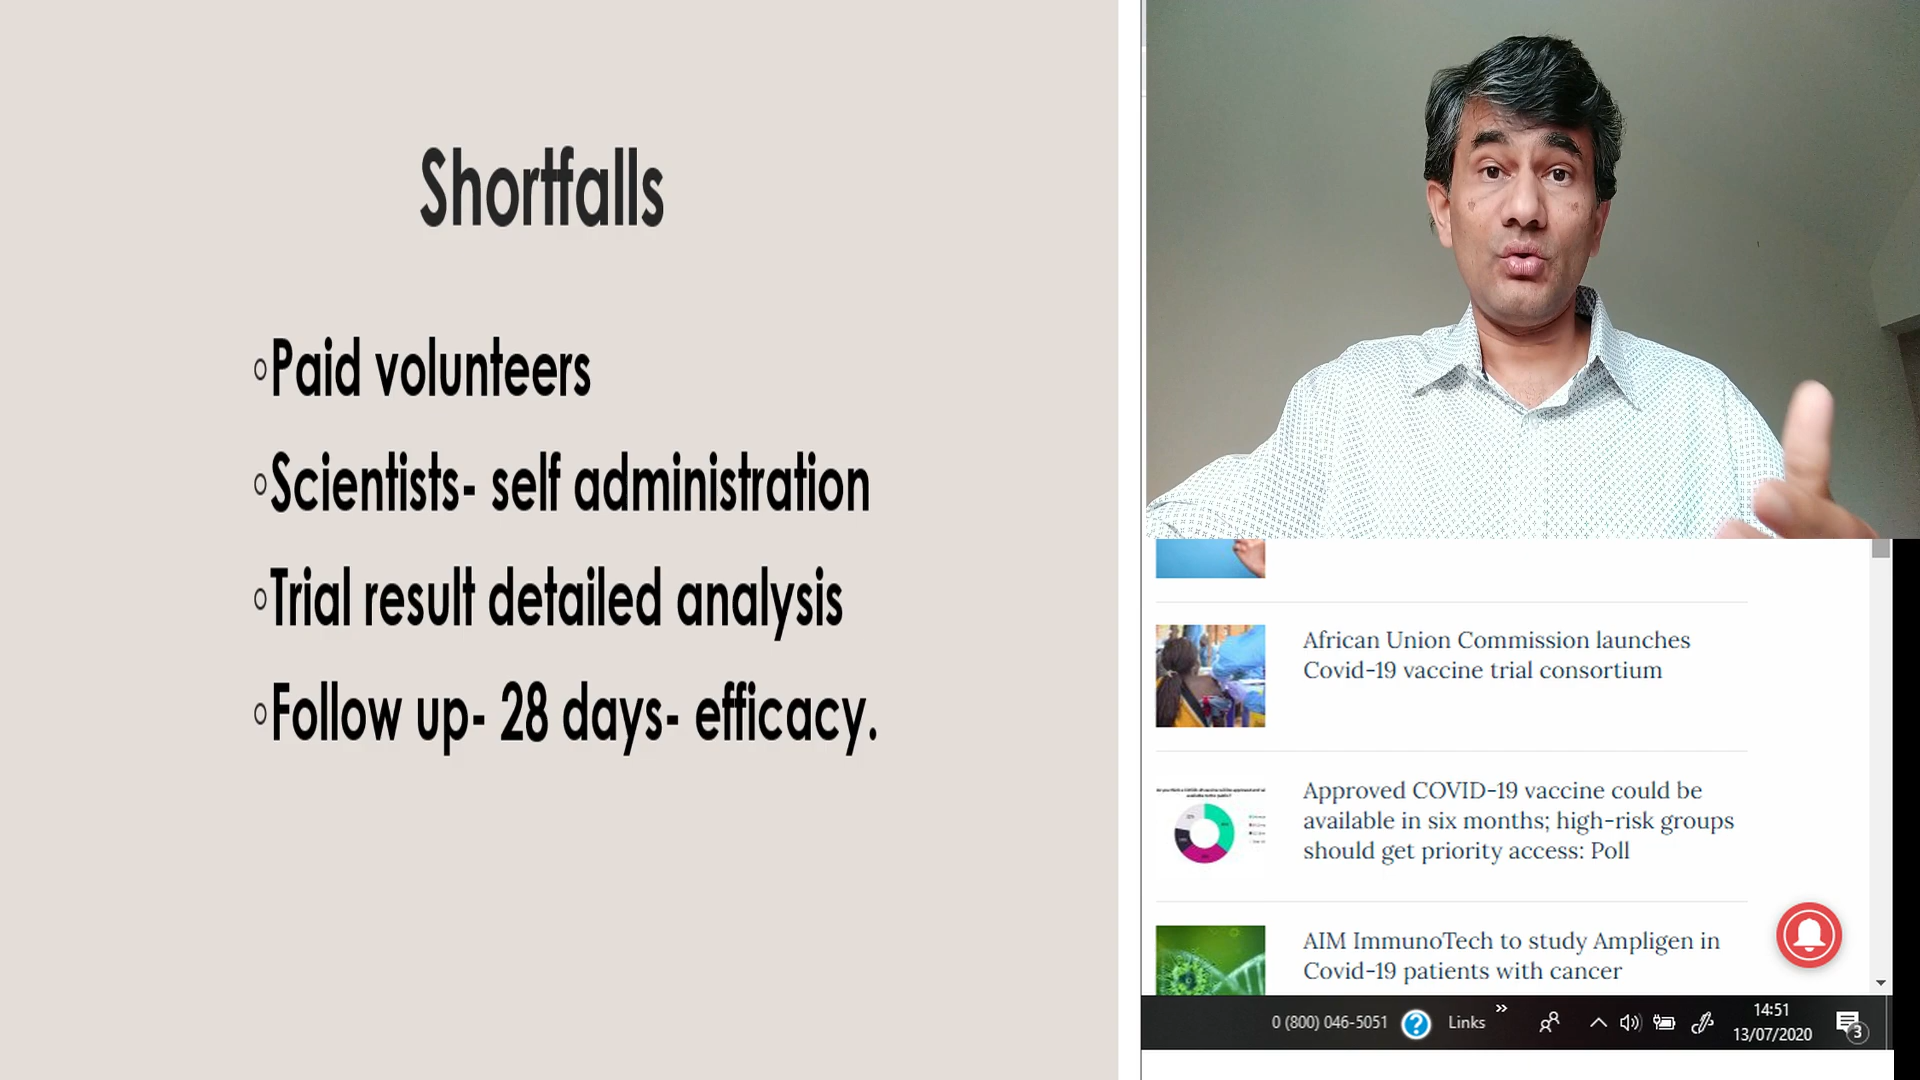 Shortfalls
Paid volunteers
Scientists- self administration
Trial result detailed analysis
Follow up- 28 days- efficacy.
African Union Commission launches
Covid-19 vaccine trial consortium
Approved COVID-19 vaccine could be
available in six months; high-risk groups
should get priority access: Poll
AIM ImmunoTech to study Ampligen in
Covid-19 patients with cancer
0 (800) 046-5051
Links
14:51
13/07/2020
3